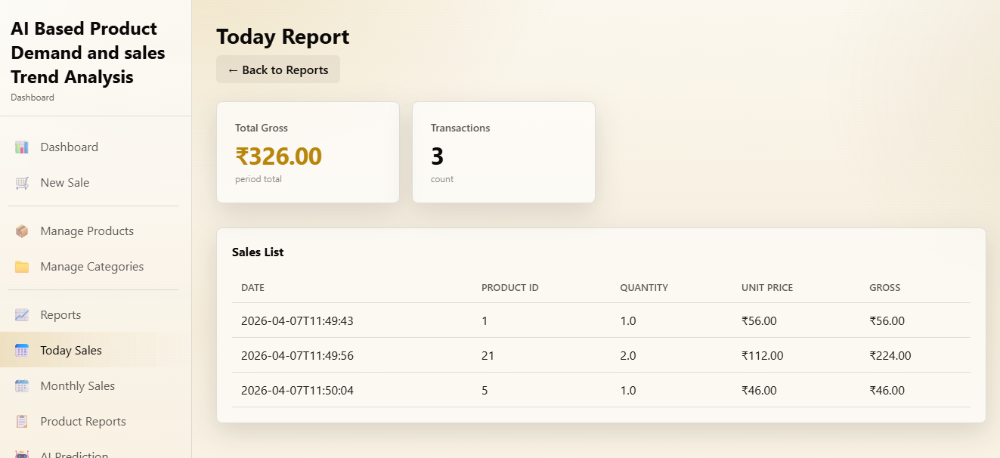 AI Based Product
Demand and sales
Trend Analysis
Dashboard
Dashboard
New Sale
Manage Products
Manage Categories
Reports
Today Sales
Monthly Sales
Product Reports
AI Prediction
Today Report
← Back to Reports
Total Gross
₹326.00
period total
Transactions
3
count
Sales List
DATE PRODUCT ID QUANTITY UNIT PRICE GROSS
2026-04-07T11:49:43 1 1.0 ₹56.00 ₹56.00
2026-04-07T11:49:56 21 2.0 ₹112.00 ₹224.00
2026-04-07T11:50:04 5 1.0 ₹46.00 ₹46.00